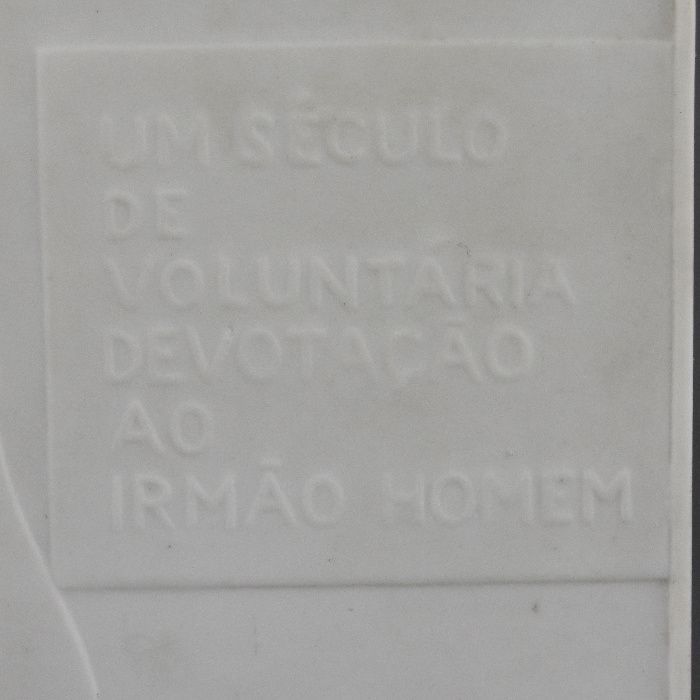 UM SÉCULO
DE
VOLUNTÁRIA
DEVOTAÇÃO
AO
IRMÃO HOMEM